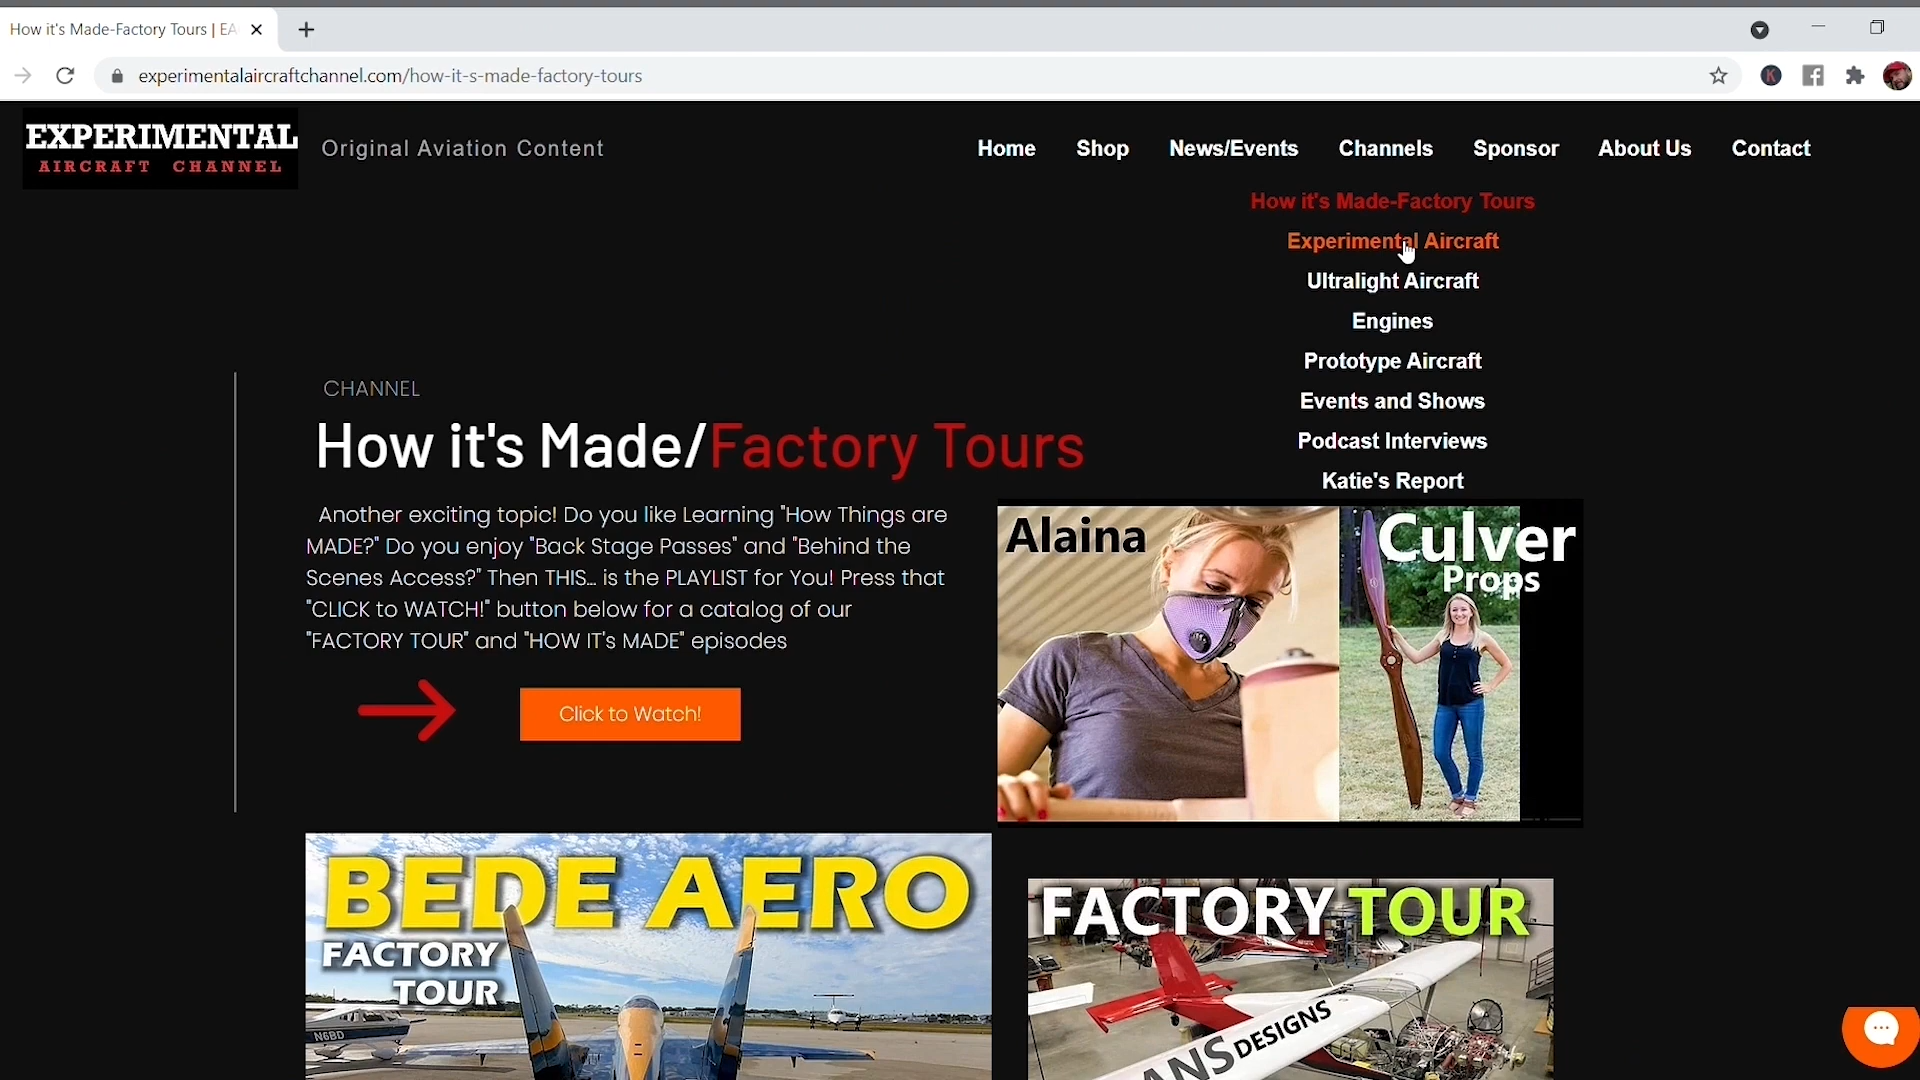 How it's Made-Factory Tours | EA
experimentalaircraftchannel.com/how-it-s-made-factory-tours
K
EXPERIMENTAL
AIRCRAFT CHANNEL
Original Aviation Content
Home Shop News/Events Channels Sponsor About Us Contact
How it's Made-Factory Tours
Experimental Aircraft
Ultralight Aircraft
Engines
Prototype Aircraft
Events and Shows
Podcast Interviews
Katie's Report
CHANNEL
How it's Made/Factory Tours
Another exciting topic! Do you like Learning "How Things are
MADE?" Do you enjoy "Back Stage Passes" and "Behind the
Scenes Access?" Then THIS... is the PLAYLIST for You! Press that
"CLICK to WATCH!" button below for a catalog of our
"FACTORY TOUR" and "HOW IT's MADE" episodes
Click to Watch!
Alaina
Culver
Props
BEDE AERO
FACTORY
TOUR
N6BD
FACTORY TOUR
ANS DESIGNS